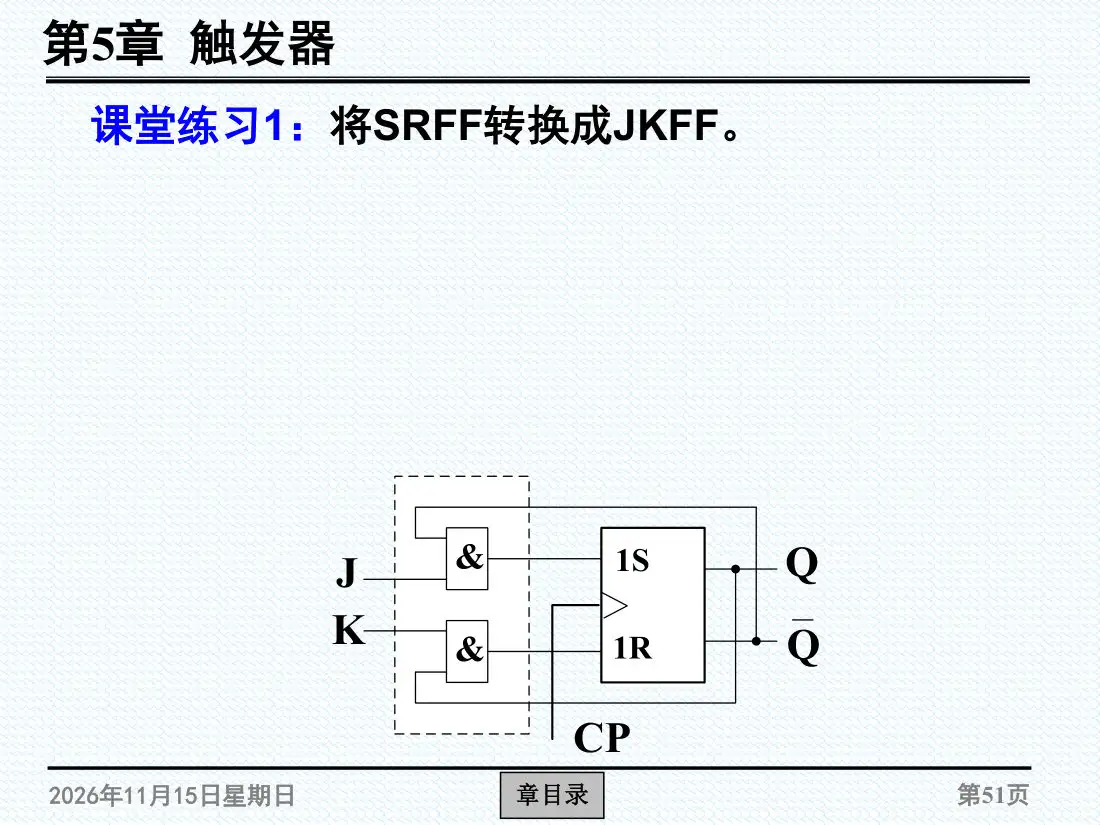 第5章 触发器
课堂练习1：将SRFF转换成JKFF。
J
K
&
&
1S
1R
Q
Q̅
CP
2026年11月15日星期日
章目录
第51页